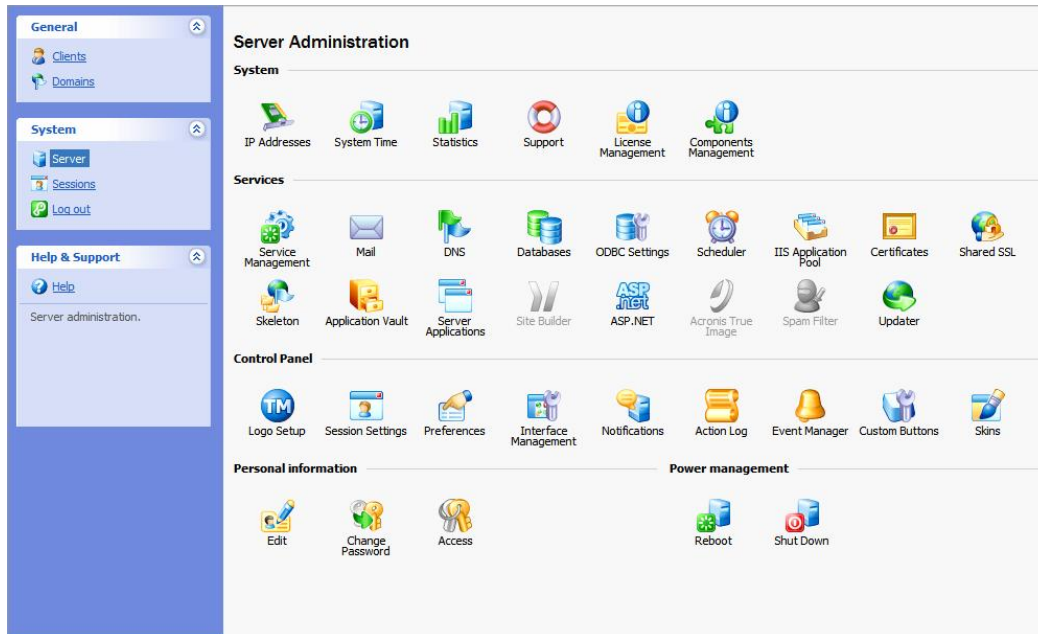 General
Clients
Domains
System
Server
Sessions
Log out
Help & Support
Help
Server administration.
Server Administration
System
IP Addresses
System Time
Statistics
Support
License
Management
Components
Management
Services
Service
Management
Mail
DNS
Databases
ODBC Settings
Scheduler
IIS Application
Pool
Certificates
Shared SSL
Skeleton
Application Vault
Server
Applications
Site Builder
ASP.NET
Acronis True
Image
Spam Filter
Updater
Control Panel
Logo Setup
Session Settings
Preferences
Interface
Management
Notifications
Action Log
Event Manager
Custom Buttons
Skins
Personal information
Edit
Change
Password
Access
Power management
Reboot
Shut Down
ASP
.net
TM